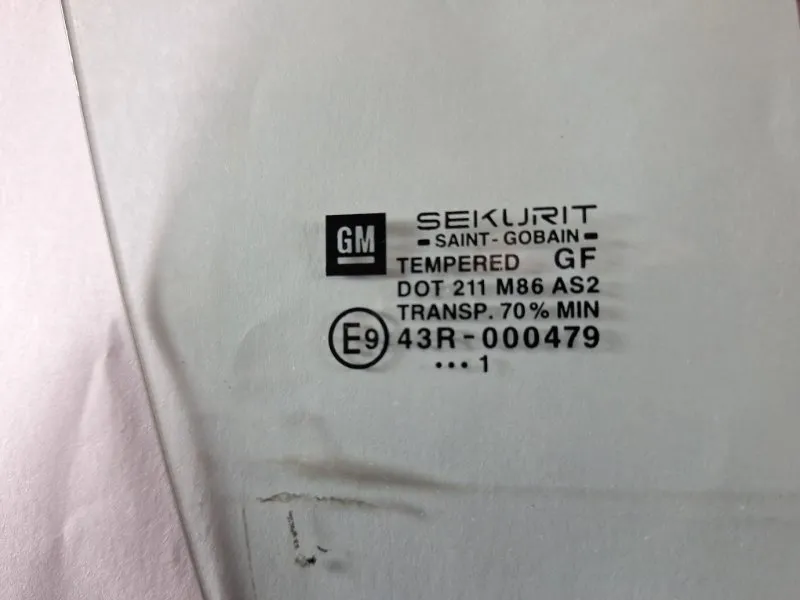 GM
SEKURIT
SAINT-GOBAIN
TEMPERED GF
DOT 211 M86 AS2
TRANSP. 70% MIN
E9 43R-000479
••• 1